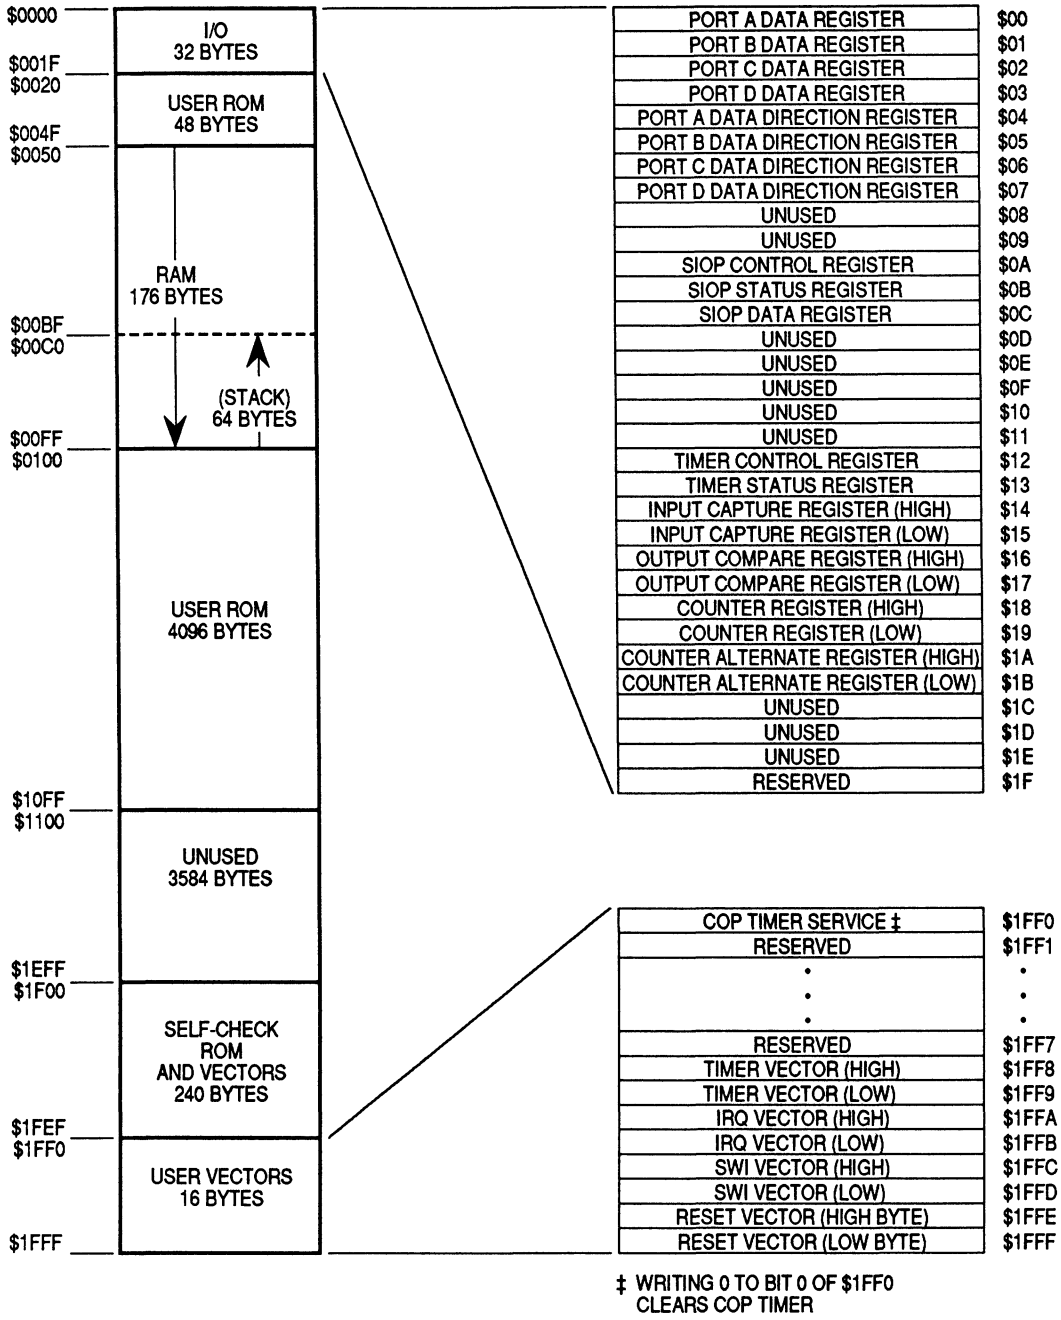 $0000
I/O
32 BYTES
$001F
$0020
USER ROM
48 BYTES
$004F
$0050
RAM
176 BYTES
$00BF
$00C0
(STACK)
64 BYTES
$00FF
$0100
USER ROM
4096 BYTES
$10FF
$1100
UNUSED
3584 BYTES
$1EFF
$1F00
SELF-CHECK
ROM
AND VECTORS
240 BYTES
$1FEF
$1FF0
USER VECTORS
16 BYTES
$1FFF
PORT A DATA REGISTER $00
PORT B DATA REGISTER $01
PORT C DATA REGISTER $02
PORT D DATA REGISTER $03
PORT A DATA DIRECTION REGISTER $04
PORT B DATA DIRECTION REGISTER $05
PORT C DATA DIRECTION REGISTER $06
PORT D DATA DIRECTION REGISTER $07
UNUSED $08
UNUSED $09
SIOP CONTROL REGISTER $0A
SIOP STATUS REGISTER $0B
SIOP DATA REGISTER $0C
UNUSED $0D
UNUSED $0E
UNUSED $0F
UNUSED $10
UNUSED $11
TIMER CONTROL REGISTER $12
TIMER STATUS REGISTER $13
INPUT CAPTURE REGISTER (HIGH) $14
INPUT CAPTURE REGISTER (LOW) $15
OUTPUT COMPARE REGISTER (HIGH) $16
OUTPUT COMPARE REGISTER (LOW) $17
COUNTER REGISTER (HIGH) $18
COUNTER REGISTER (LOW) $19
COUNTER ALTERNATE REGISTER (HIGH) $1A
COUNTER ALTERNATE REGISTER (LOW) $1B
UNUSED $1C
UNUSED $1D
UNUSED $1E
RESERVED $1F
COP TIMER SERVICE ‡ $1FF0
RESERVED $1FF1
• •
• •
• •
RESERVED $1FF7
TIMER VECTOR (HIGH) $1FF8
TIMER VECTOR (LOW) $1FF9
IRQ VECTOR (HIGH) $1FFA
IRQ VECTOR (LOW) $1FFB
SWI VECTOR (HIGH) $1FFC
SWI VECTOR (LOW) $1FFD
RESET VECTOR (HIGH BYTE) $1FFE
RESET VECTOR (LOW BYTE) $1FFF
‡ WRITING 0 TO BIT 0 OF $1FF0
CLEARS COP TIMER